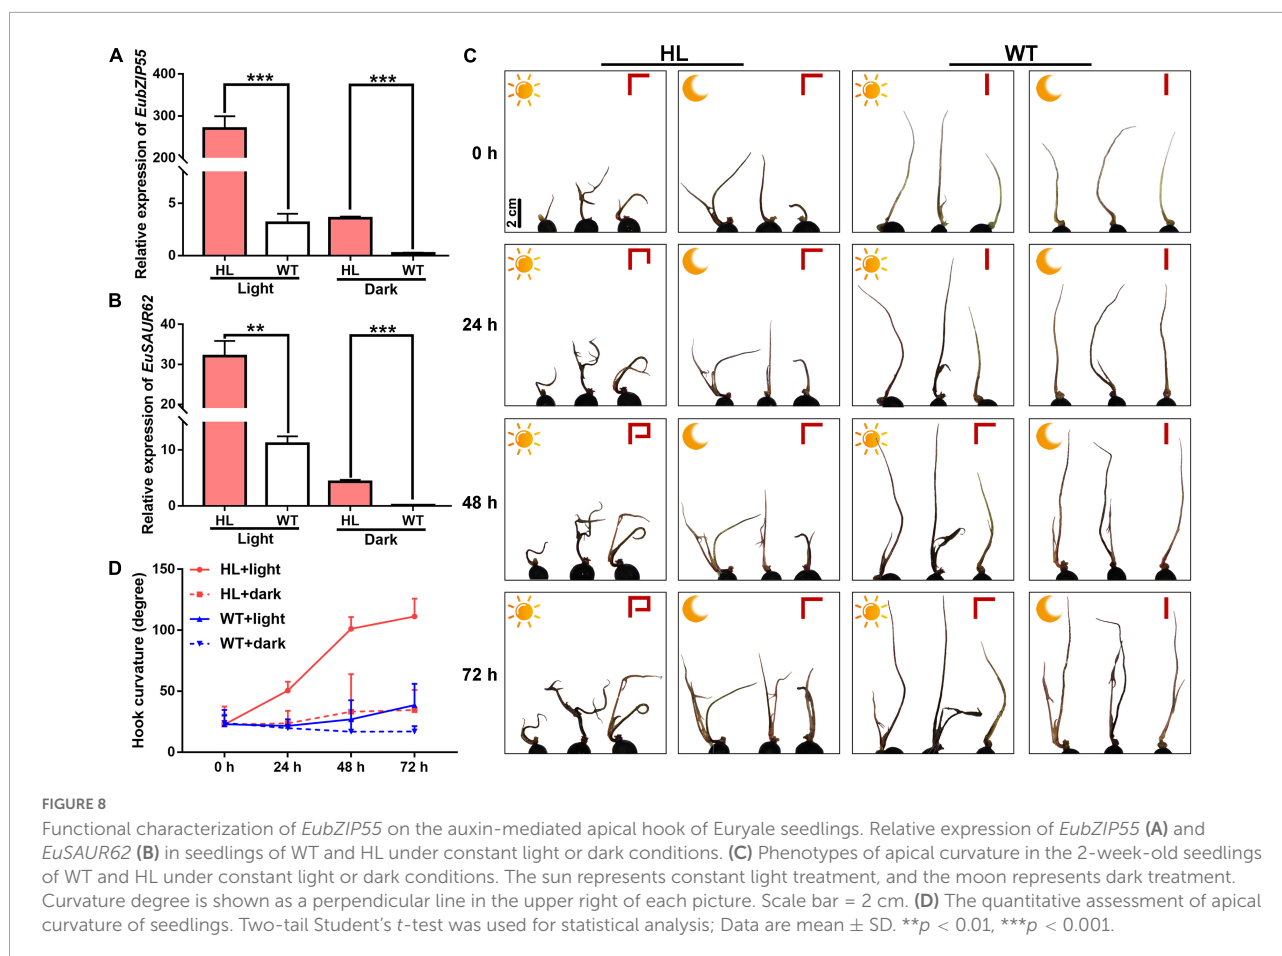 A
Relative expression of EubZIP55
400
300
200
5
0
***
***
HL
WT
HL
WT
Light
Dark
B
Relative expression of EuSAUR62
40
30
20
10
0
**
***
HL
WT
HL
WT
Light
Dark
D
Hook curvature (degree)
150
100
50
0
HL+light
HL+dark
WT+light
WT+dark
0 h
24 h
48 h
72 h
C
HL
WT
0 h
2 cm
24 h
48 h
72 h
FIGURE 8
Functional characterization of EubZIP55 on the auxin-mediated apical hook of Euryale seedlings. Relative expression of EubZIP55 (A) and
EuSAUR62 (B) in seedlings of WT and HL under constant light or dark conditions. (C) Phenotypes of apical curvature in the 2-week-old seedlings
of WT and HL under constant light or dark conditions. The sun represents constant light treatment, and the moon represents dark treatment.
Curvature degree is shown as a perpendicular line in the upper right of each picture. Scale bar = 2 cm. (D) The quantitative assessment of apical
curvature of seedlings. Two-tail Student's t-test was used for statistical analysis; Data are mean ± SD. **p < 0.01, ***p < 0.001.